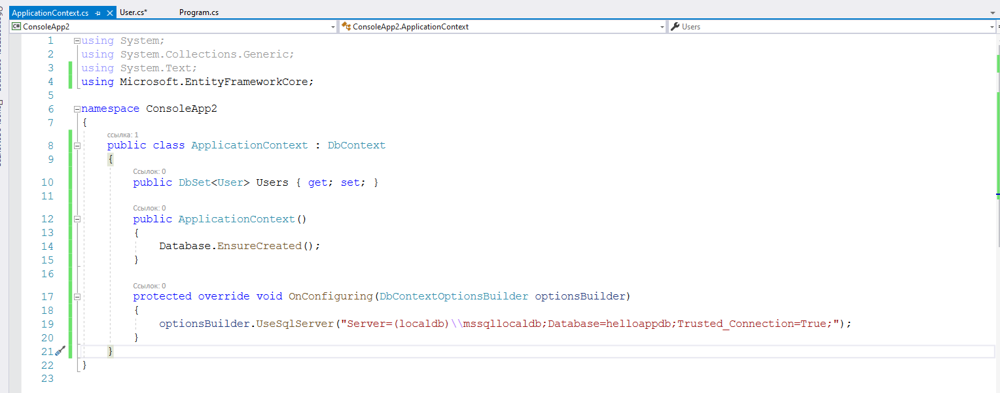 ApplicationContext.cs User.cs* Program.cs
C# ConsoleApp2 ConsoleApp2.ApplicationContext Users
1 using System;
2 using System.Collections.Generic;
3 using System.Text;
4 using Microsoft.EntityFrameworkCore;
5
6 namespace ConsoleApp2
7 {
ссылка: 1
8 public class ApplicationContext : DbContext
9 {
Ссылок: 0
10 public DbSet<User> Users { get; set; }
11
Ссылок: 0
12 public ApplicationContext()
13 {
14 Database.EnsureCreated();
15 }
16
Ссылок: 0
17 protected override void OnConfiguring(DbContextOptionsBuilder optionsBuilder)
18 {
19 optionsBuilder.UseSqlServer("Server=(localdb)\\mssqllocaldb;Database=helloappdb;Trusted_Connection=True;");
20 }
21 }
22 }
23